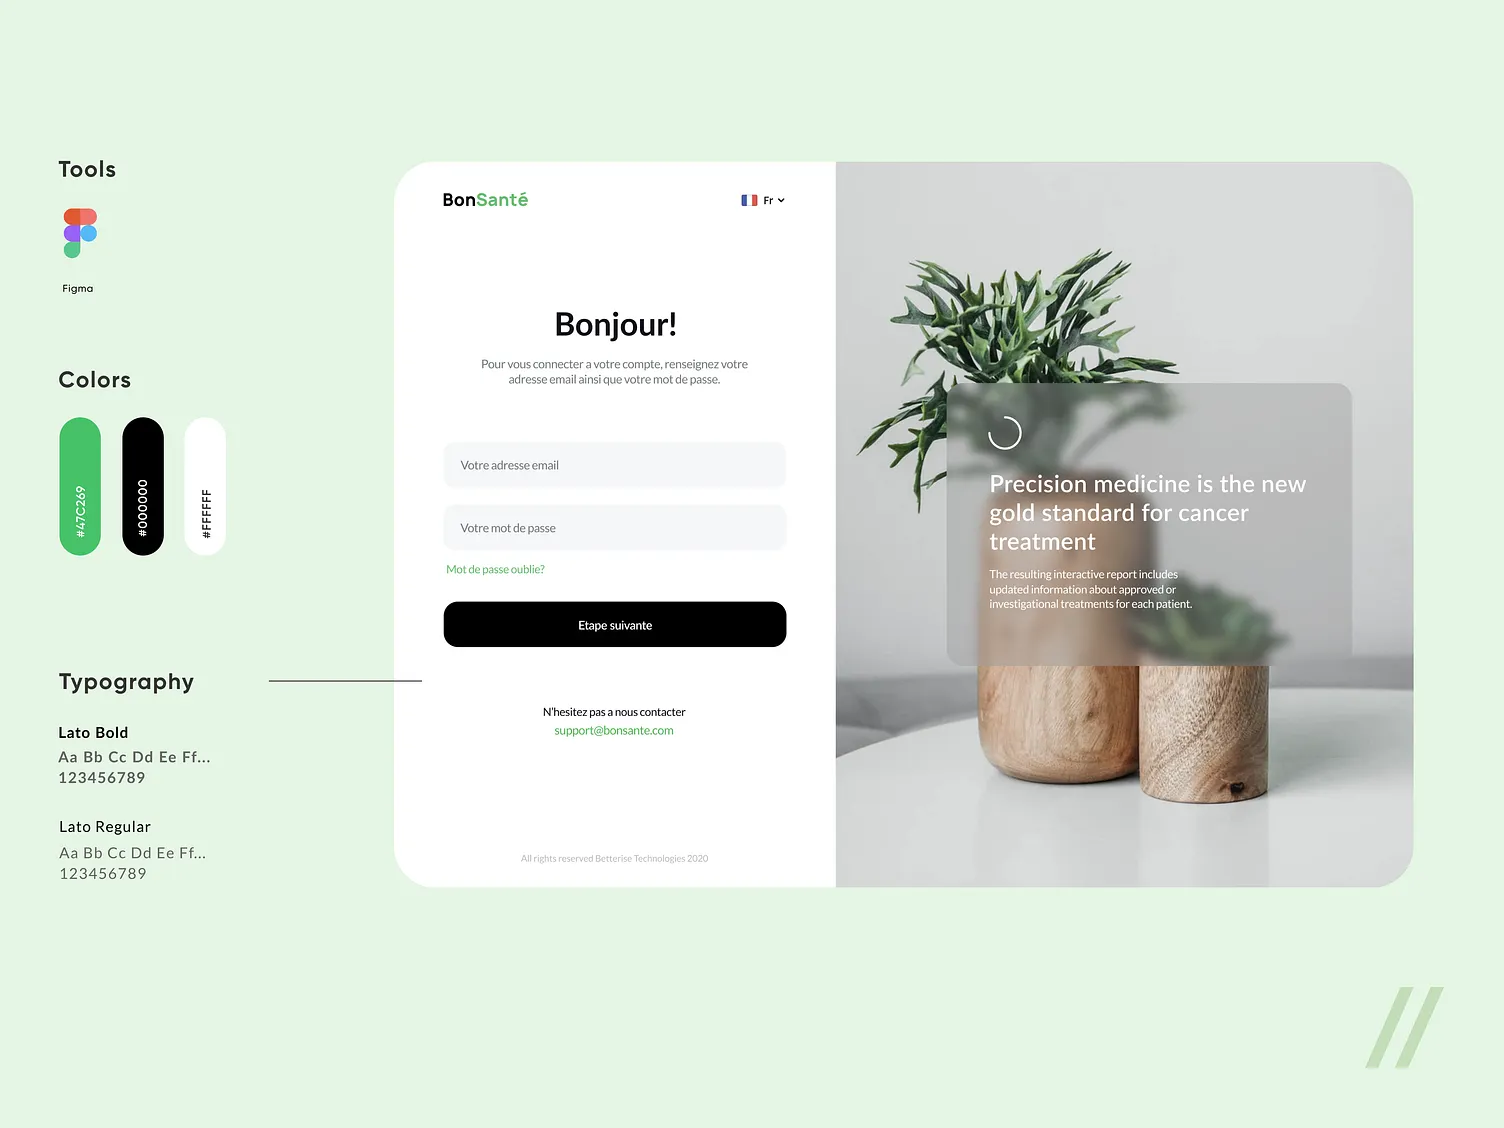 Tools
Figma
Colors
#47C269
#000000
#FFFFFF
Typography
Lato Bold
Aa Bb Cc Dd Ee Ff...
123456789
Lato Regular
Aa Bb Cc Dd Ee Ff...
123456789
BonSanté
Fr
Bonjour!
Pour vous connecter a votre compte, renseignez votre
adresse email ainsi que votre mot de passe.
Votre adresse email
Votre mot de passe
Mot de passe oublie?
Etape suivante
N'hesitez pas a nous contacter
support@bonsante.com
All rights reserved Betterise Technologies 2020
Precision medicine is the new
gold standard for cancer
treatment
The resulting interactive report includes
updated information about approved or
investigational treatments for each patient.